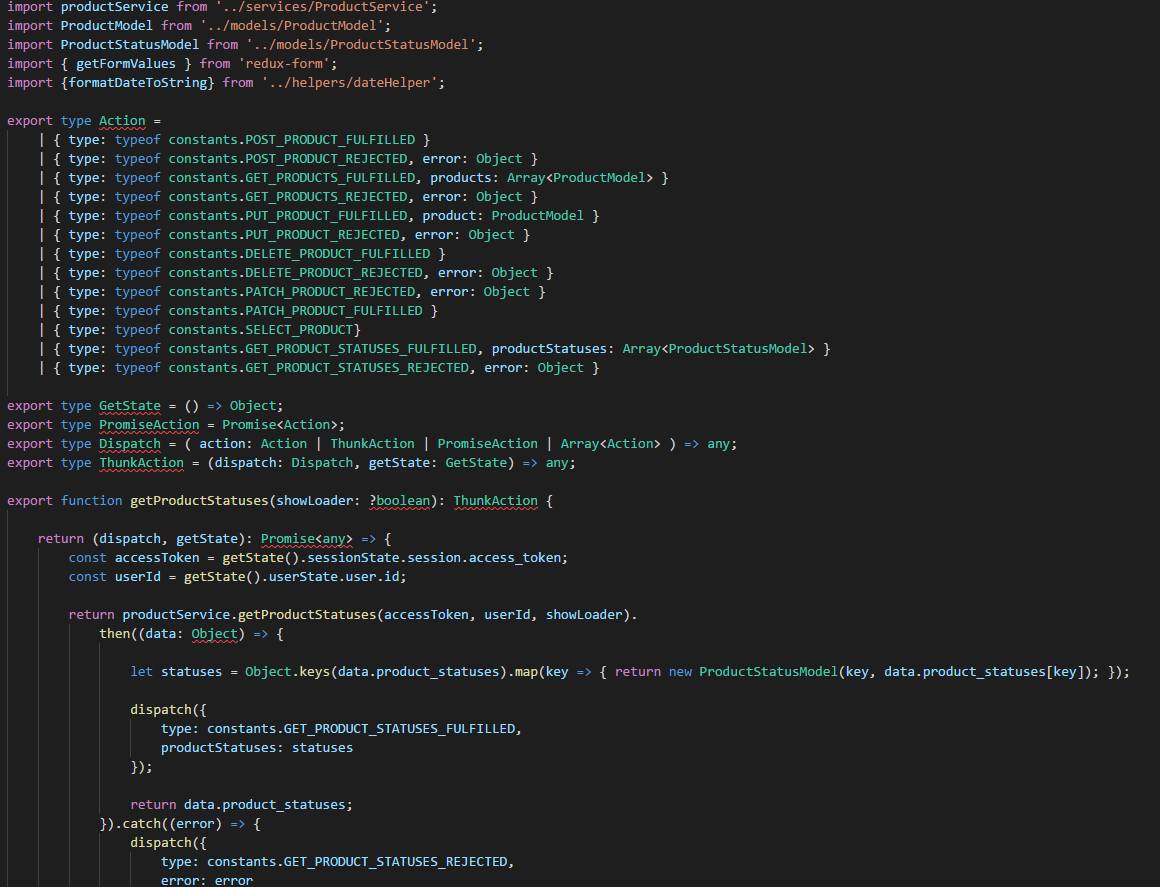 import productService from '../services/ProductService';
import ProductModel from '../models/ProductModel';
import ProductStatusModel from '../models/ProductStatusModel';
import { getFormValues } from 'redux-form';
import {formatDateToString} from '../helpers/dateHelper';
export type Action =
| { type: typeof constants.POST_PRODUCT_FULFILLED }
| { type: typeof constants.POST_PRODUCT_REJECTED, error: Object }
| { type: typeof constants.GET_PRODUCTS_FULFILLED, products: Array<ProductModel> }
| { type: typeof constants.GET_PRODUCTS_REJECTED, error: Object }
| { type: typeof constants.PUT_PRODUCT_FULFILLED, product: ProductModel }
| { type: typeof constants.PUT_PRODUCT_REJECTED, error: Object }
| { type: typeof constants.DELETE_PRODUCT_FULFILLED }
| { type: typeof constants.DELETE_PRODUCT_REJECTED, error: Object }
| { type: typeof constants.PATCH_PRODUCT_REJECTED, error: Object }
| { type: typeof constants.PATCH_PRODUCT_FULFILLED }
| { type: typeof constants.SELECT_PRODUCT}
| { type: typeof constants.GET_PRODUCT_STATUSES_FULFILLED, productStatuses: Array<ProductStatusModel> }
| { type: typeof constants.GET_PRODUCT_STATUSES_REJECTED, error: Object }
export type GetState = () => Object;
export type PromiseAction = Promise<Action>;
export type Dispatch = ( action: Action | ThunkAction | PromiseAction | Array<Action> ) => any;
export type ThunkAction = (dispatch: Dispatch, getState: GetState) => any;
export function getProductStatuses(showLoader: ?boolean): ThunkAction {
return (dispatch, getState): Promise<any> => {
const accessToken = getState().sessionState.session.access_token;
const userId = getState().userState.user.id;
return productService.getProductStatuses(accessToken, userId, showLoader).
then((data: Object) => {
let statuses = Object.keys(data.product_statuses).map(key => { return new ProductStatusModel(key, data.product_statuses[key]); });
dispatch({
type: constants.GET_PRODUCT_STATUSES_FULFILLED,
productStatuses: statuses
});
return data.product_statuses;
}).catch((error) => {
dispatch({
type: constants.GET_PRODUCT_STATUSES_REJECTED,
error: error